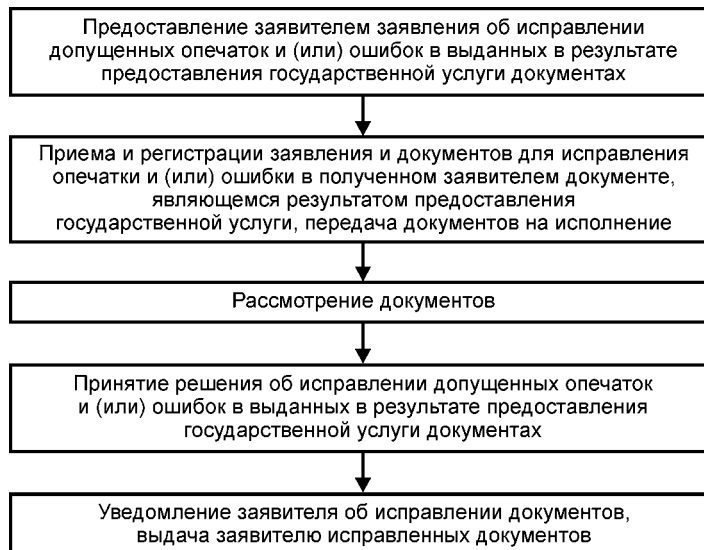 Предоставление заявителем заявления об исправлении
допущенных опечаток и (или) ошибок в выданных в результате
предоставления государственной услуги документах
Приема и регистрации заявления и документов для исправления
опечатки и (или) ошибки в полученном заявителем документе,
являющемся результатом предоставления
государственной услуги, передача документов на исполнение
Рассмотрение документов
Принятие решения об исправлении допущенных опечаток
и (или) ошибок в выданных в результате предоставления
государственной услуги документах
Уведомление заявителя об исправлении документов,
выдача заявителю исправленных документов